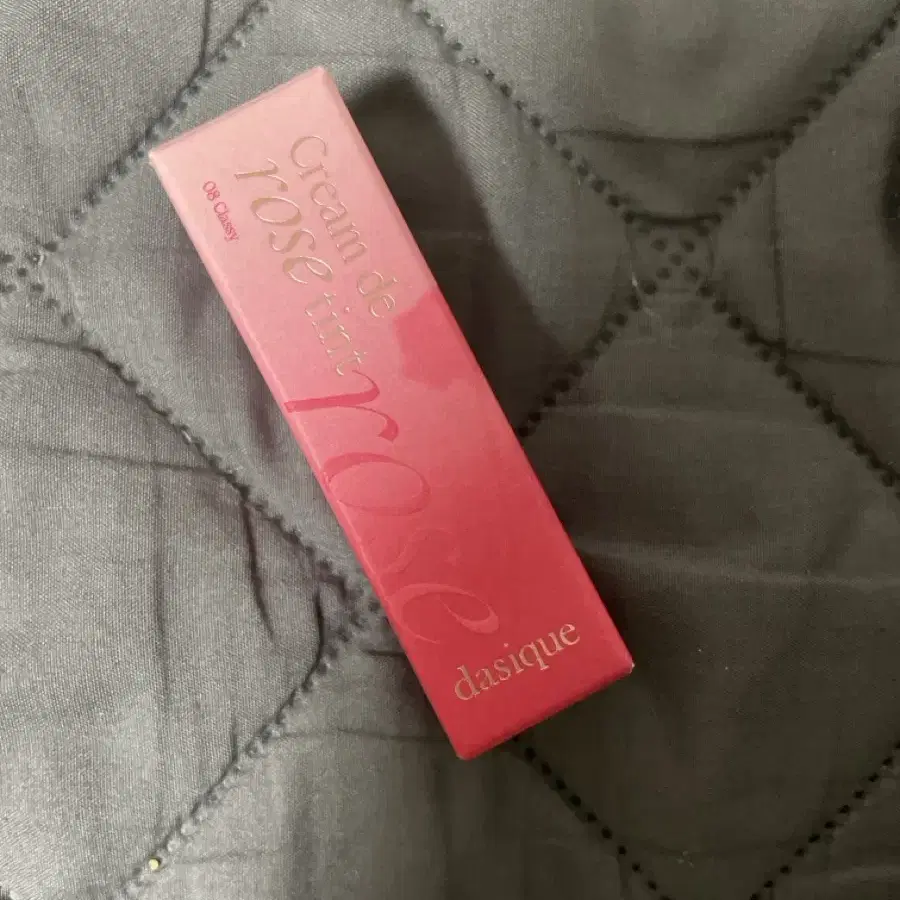 Cream de
rose tint
08 Classy
rose
dasique